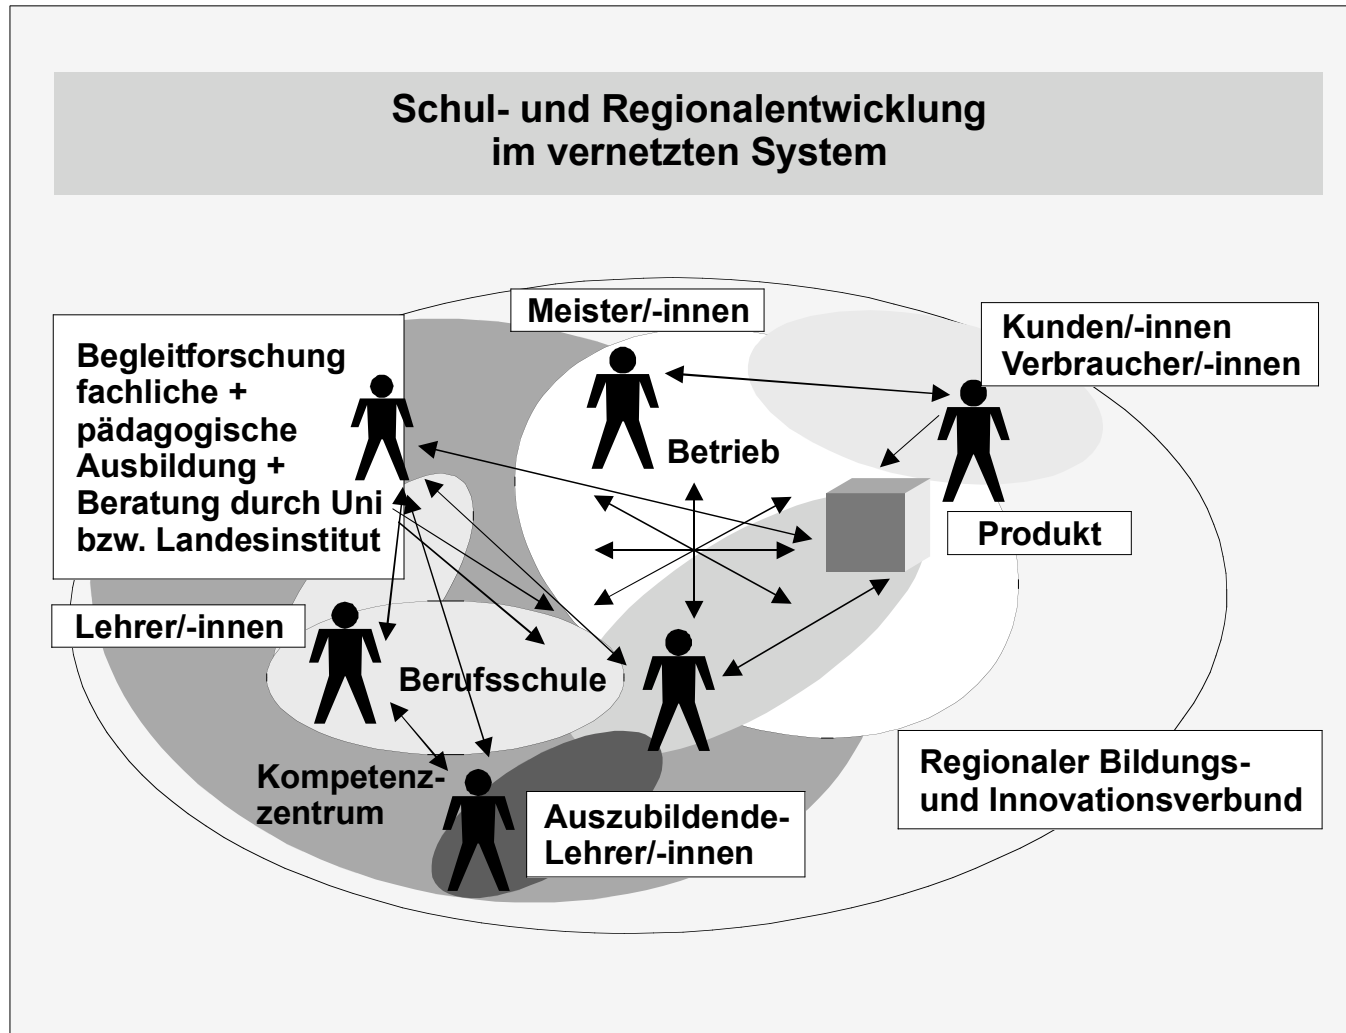 Schul- und Regionalentwicklung
im vernetzten System
Meister/-innen
Kunden/-innen
Verbraucher/-innen
Begleitforschung
fachliche +
pädagogische
Ausbildung +
Beratung durch Uni
bzw. Landesinstitut
Betrieb
Produkt
Lehrer/-innen
Berufsschule
Kompetenz-
zentrum
Auszubildende-
Lehrer/-innen
Regionaler Bildungs-
und Innovationsverbund